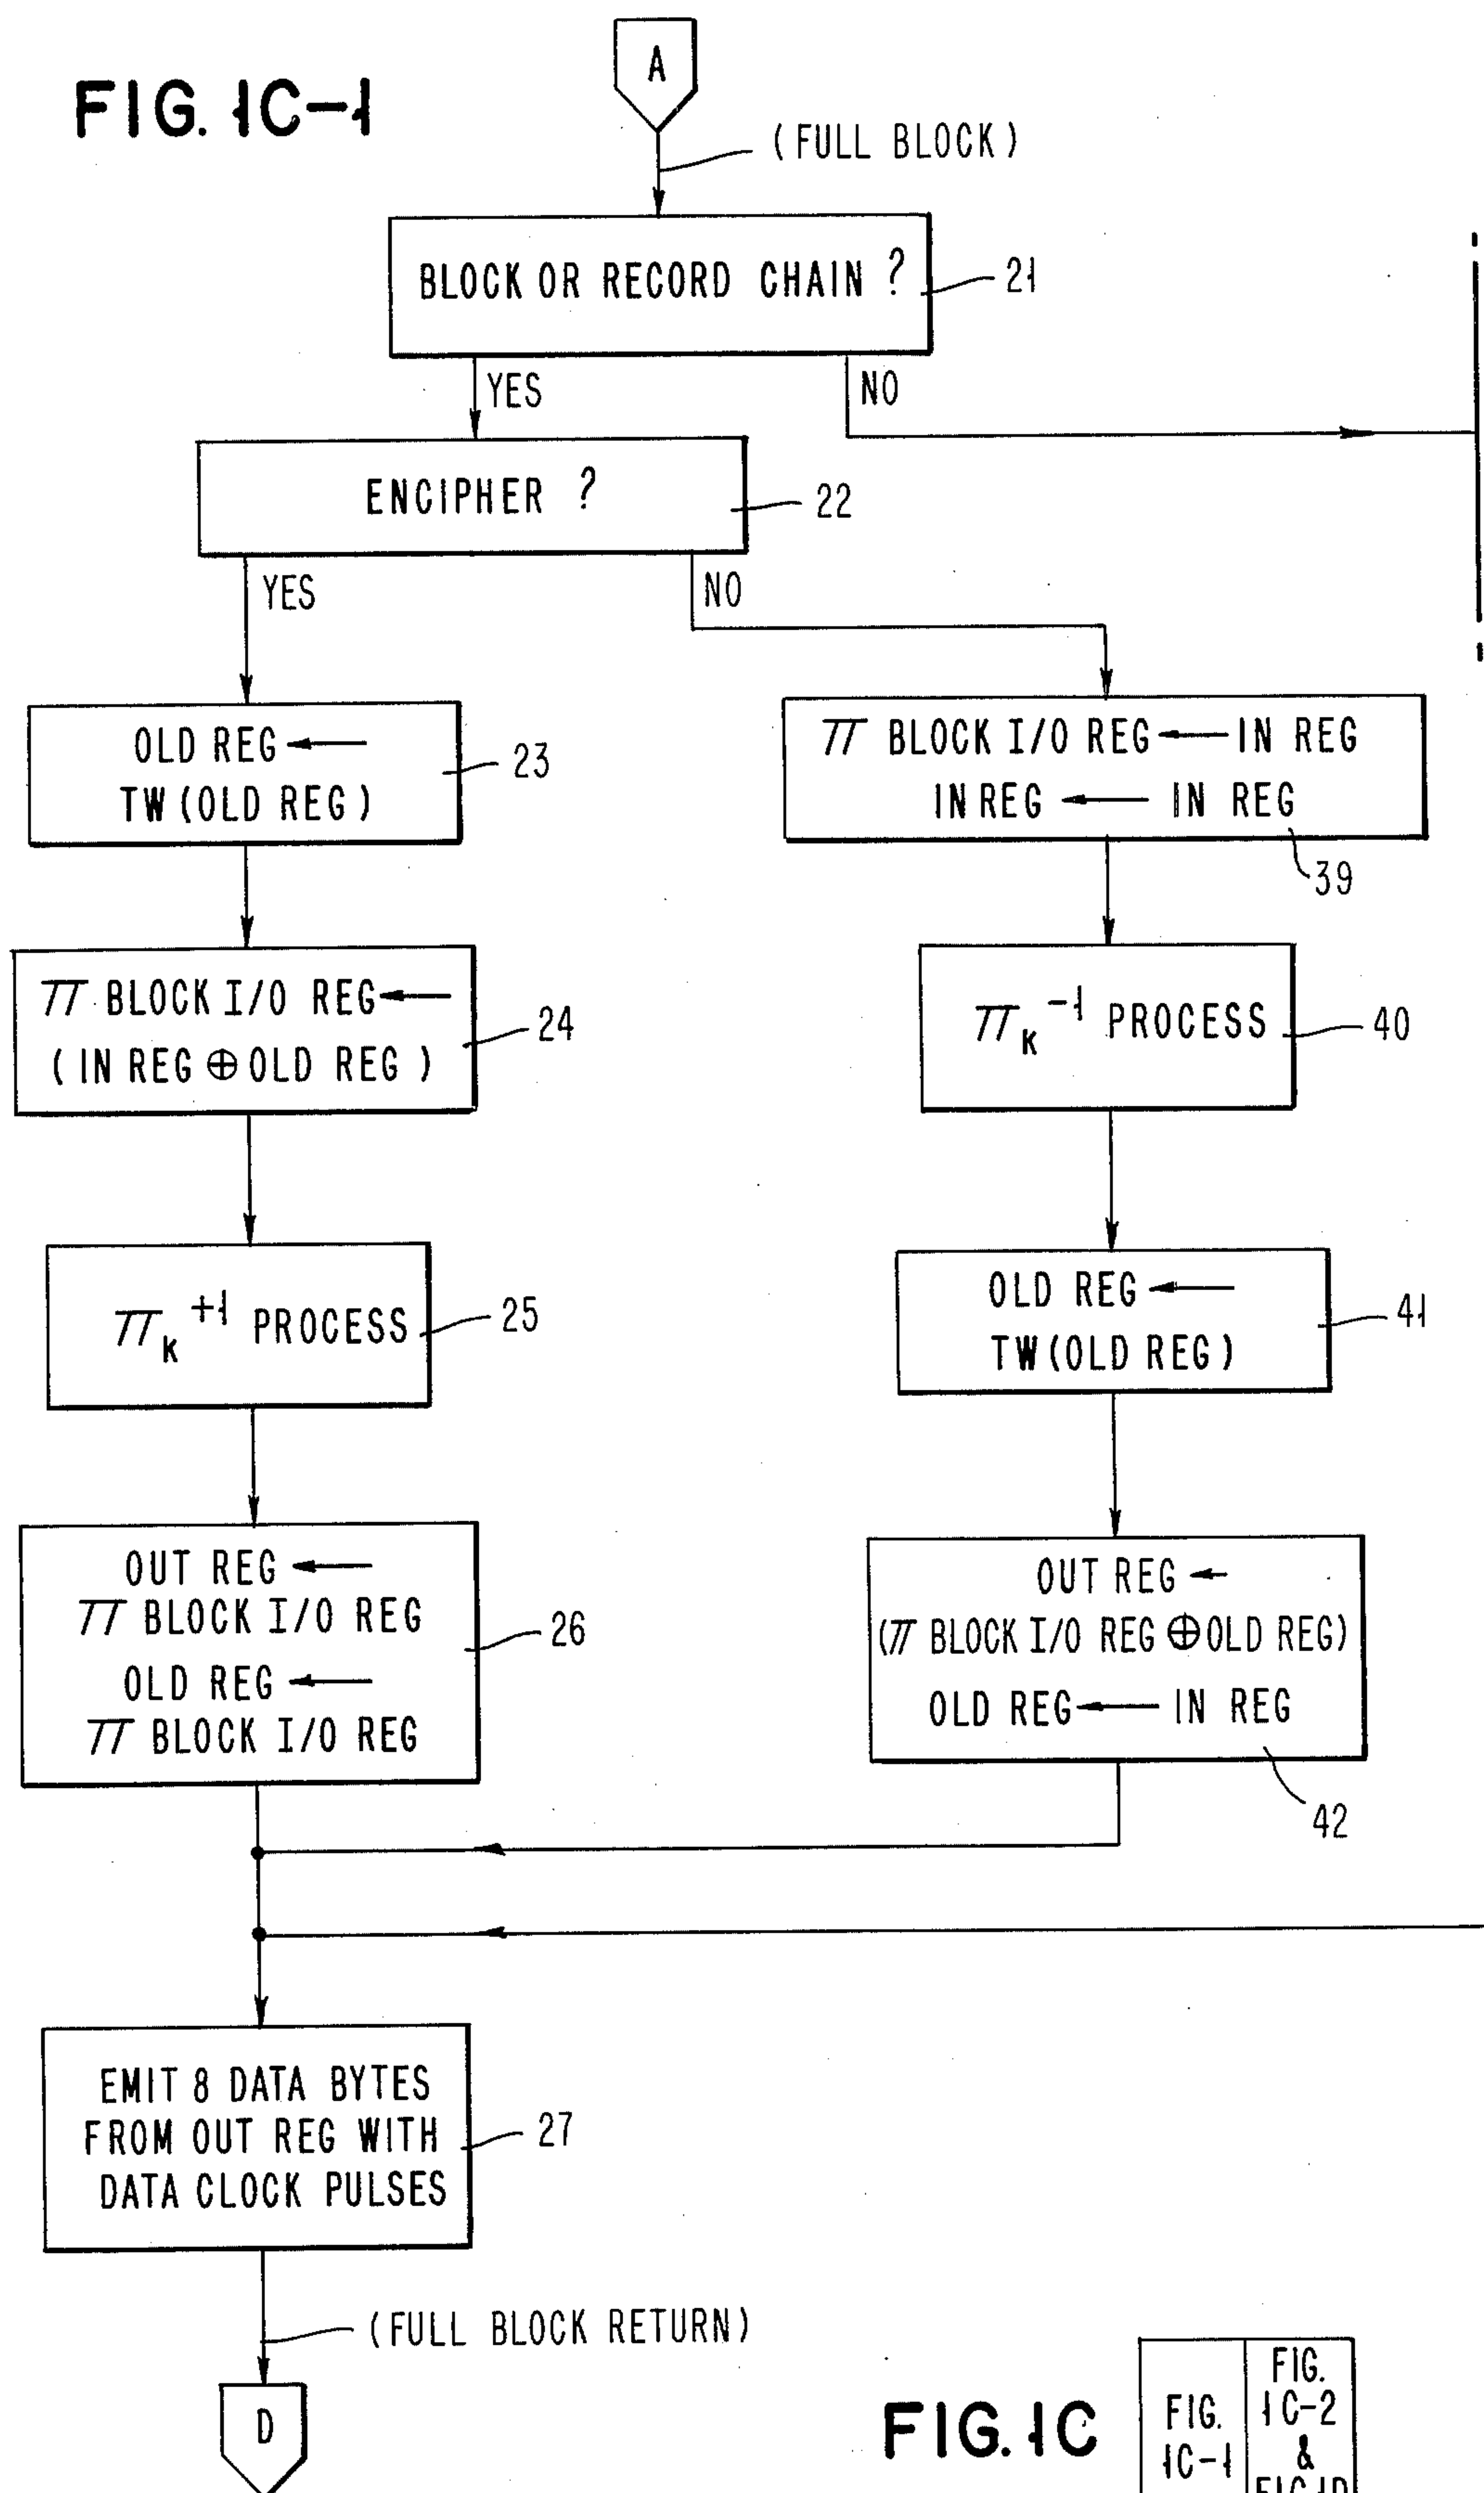 FIG. 1C-1
A
(FULL BLOCK)
BLOCK OR RECORD CHAIN ?
21
YES
NO
ENCIPHER ?
22
YES
NO
OLD REG ←
TW(OLD REG)
23
π BLOCK I/O REG ← IN REG
IN REG ← IN REG
39
π BLOCK I/O REG ←
(IN REG ⊕ OLD REG)
24
πK -1 PROCESS
40
πK +1 PROCESS
25
OLD REG ←
TW(OLD REG)
41
OUT REG ←
π BLOCK I/O REG
OLD REG ←
π BLOCK I/O REG
26
OUT REG ←
(π BLOCK I/O REG ⊕ OLD REG)
OLD REG ← IN REG
42
EMIT 8 DATA BYTES
FROM OUT REG WITH
DATA CLOCK PULSES
27
(FULL BLOCK RETURN)
D
FIG. 1C
FIG.
1C-1
FIG.
1C-2
&
FIG.1D